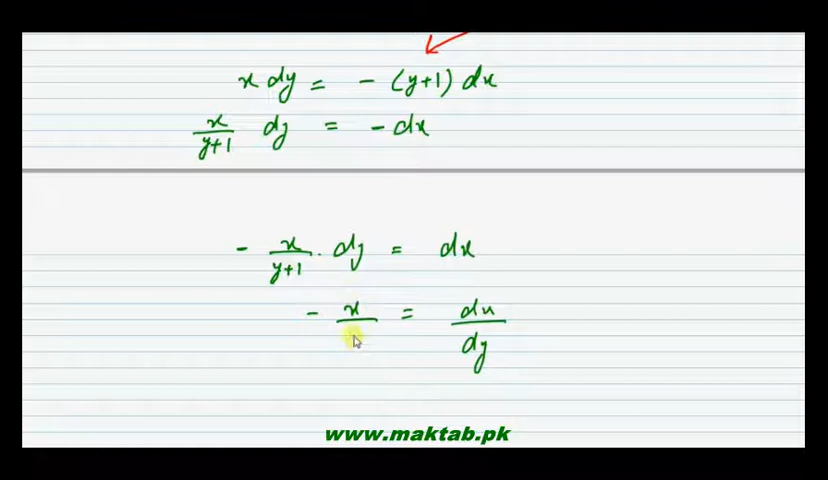 x dy = - (y+1) dx
x/y+1 dy = - dx
- x/y+1 . dy = dx
- x/ = dx/dy
www.maktab.pk